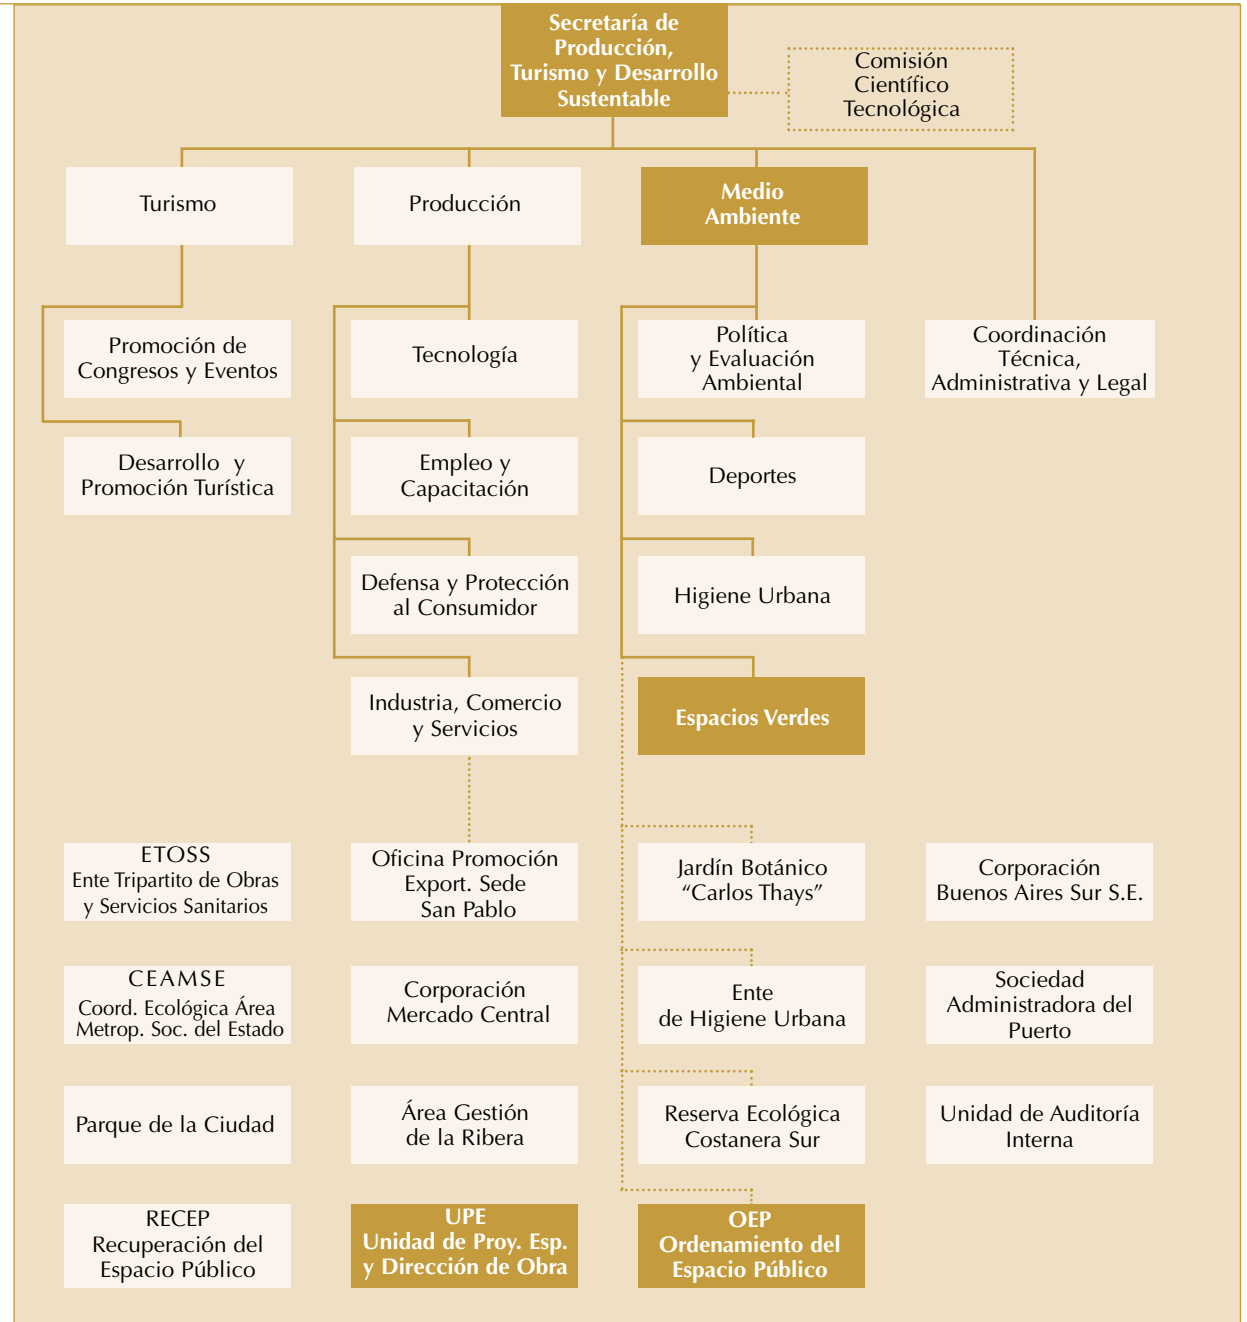 Secretaría de
Producción,
Turismo y Desarrollo
Sustentable
Comisión
Científico
Tecnológica
Turismo
Producción
Medio
Ambiente
Promoción de
Congresos y Eventos
Tecnología
Política
y Evaluación
Ambiental
Coordinación
Técnica,
Administrativa y Legal
Desarrollo y
Promoción Turística
Empleo y
Capacitación
Deportes
Defensa y Protección
al Consumidor
Higiene Urbana
Industria, Comercio
y Servicios
Espacios Verdes
ETOSS
Ente Tripartito de Obras
y Servicios Sanitarios
Oficina Promoción
Export. Sede
San Pablo
Jardín Botánico
“Carlos Thays”
Corporación
Buenos Aires Sur S.E.
CEAMSE
Coord. Ecológica Área
Metrop. Soc. del Estado
Corporación
Mercado Central
Ente
de Higiene Urbana
Sociedad
Administradora del
Puerto
Parque de la Ciudad
Área Gestión
de la Ribera
Reserva Ecológica
Costanera Sur
Unidad de Auditoría
Interna
RECEP
Recuperación del
Espacio Público
UPE
Unidad de Proy. Esp.
y Dirección de Obra
OEP
Ordenamiento del
Espacio Público